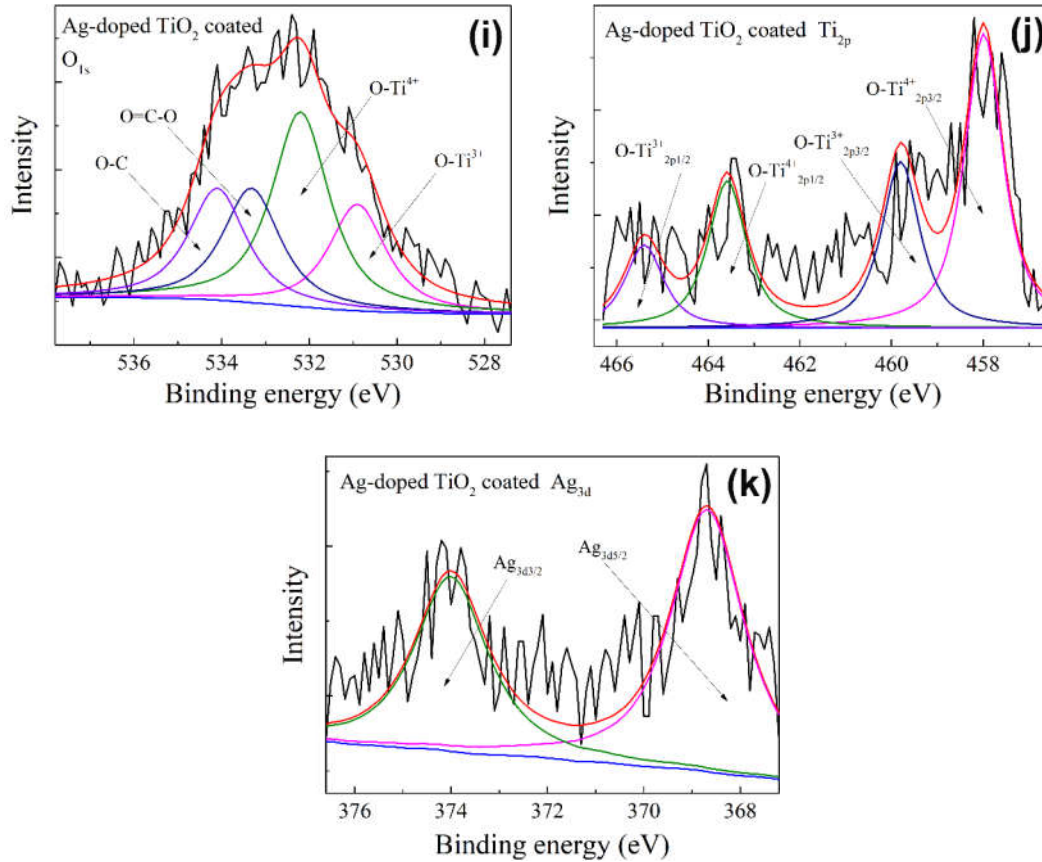 Ag-doped TiO₂ coated (i)
O₁ₛ
O-Ti⁴⁺
O=C-O
O-C
O-Ti³⁺
Intensity
536 534 532 530 528
Binding energy (eV)
Ag-doped TiO₂ coated Ti₂ₚ (j)
O-Ti⁴⁺2p3/2
O-Ti³⁺2p1/2
O-Ti⁴⁺2p1/2
O-Ti³⁺2p3/2
Intensity
466 464 462 460 458
Binding energy (eV)
Ag-doped TiO₂ coated Ag3d (k)
Ag3d3/2
Ag3d5/2
Intensity
376 374 372 370 368
Binding energy (eV)